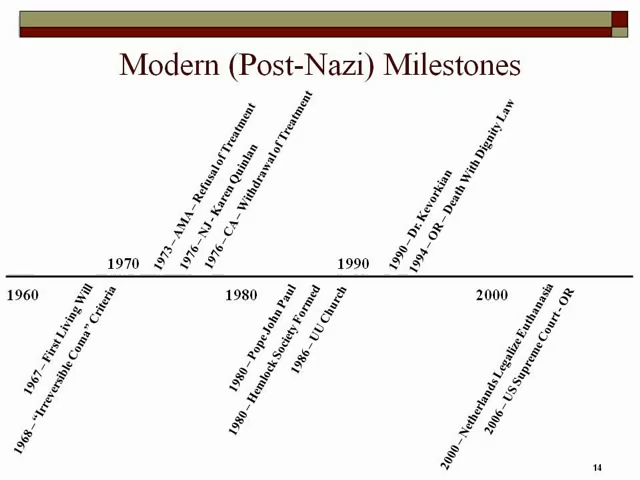 Modern (Post-Nazi) Milestones
1973 – AMA – Refusal of Treatment
1976 – NJ - Karen Quinlan
1976 – CA – Withdrawal of Treatment
1990 – Dr. Kevorkian
1994 – OR – Death With Dignity Law
1970
1990
1960
1980
2000
1967 – First Living Will
1968 – “Irreversible Coma” Criteria
1980 – Pope John Paul
1980 – Hemlock Society Formed
1986 – UU Church
2000 – Netherlands Legalize Euthanasia
2006 – US Supreme Court - OR
14